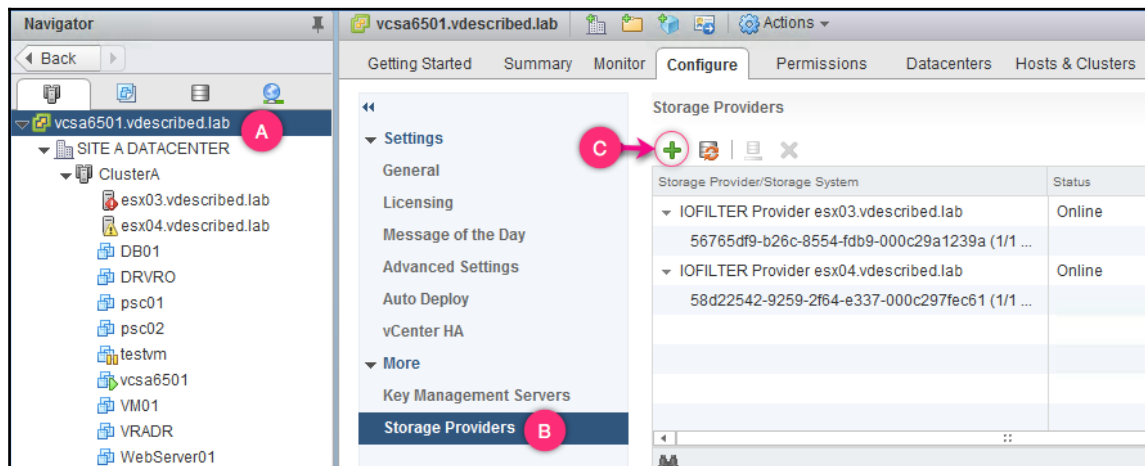 Navigator
Back
vcsa6501.vdescribed.lab
A
SITE A DATACENTER
ClusterA
esx03.vdescribed.lab
esx04.vdescribed.lab
DB01
DRVRO
psc01
psc02
testvm
vcsa6501
VM01
VRADR
WebServer01
vcsa6501.vdescribed.lab Actions
Getting Started Summary Monitor Configure Permissions Datacenters Hosts & Clusters
Settings
General
Licensing
Message of the Day
Advanced Settings
Auto Deploy
vCenter HA
More
Key Management Servers
Storage Providers B
Storage Providers
C
Storage Provider/Storage System Status
IOFILTER Provider esx03.vdescribed.lab Online
56765df9-b26c-8554-fdb9-000c29a1239a (1/1 ...
IOFILTER Provider esx04.vdescribed.lab Online
58d22542-9259-2f64-e337-000c297fec61 (1/1 ...